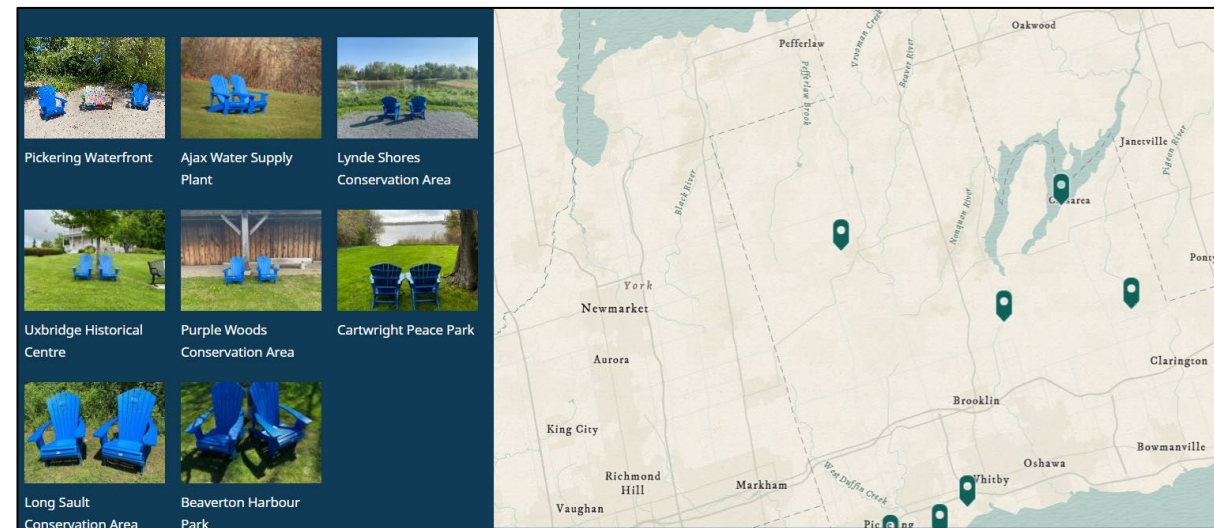 Pickering Waterfront
Ajax Water Supply
Plant
Lynde Shores
Conservation Area
Uxbridge Historical
Centre
Purple Woods
Conservation Area
Cartwright Peace Park
Long Sault
Conservation Area
Beaverton Harbour
Park
Oakwood
Pefferlaw
Vrooman Creek
Beaver River
Pefferlaw Brook
Janetville
Pigeon River
Black River
Nonquon River
York
Newmarket
Aurora
Clarington
Brooklin
King City
Bowmanville
Oshawa
Richmond
Hill
Markham
West Duffin Creek
Whitby
Vaughan